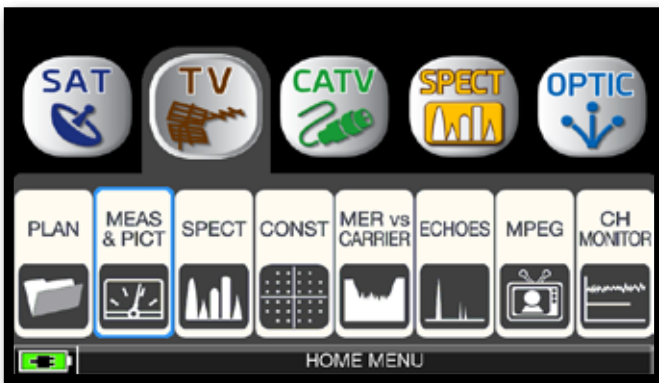 SAT
TV
CATV
SPECT
OPTIC
PLAN
MEAS
& PICT
SPECT
CONST
MER vs
CARRIER
ECHOES
MPEG
CH
MONITOR
HOME MENU